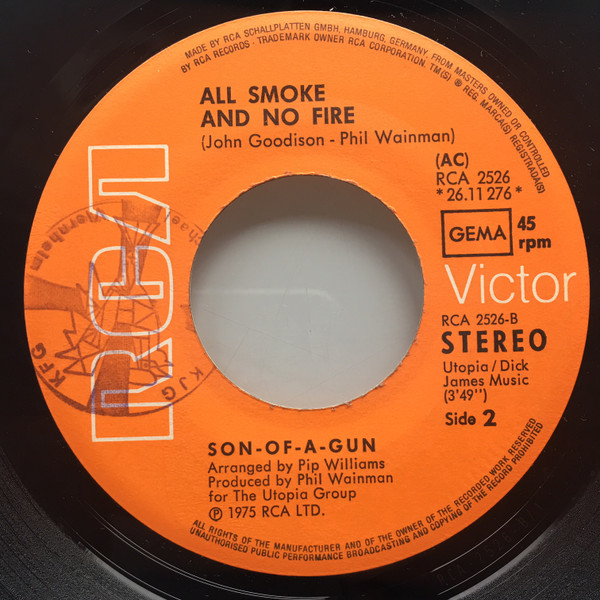 MADE BY RCA SCHALLPLATTEN GMBH, HAMBURG, GERMANY, FROM MASTERS OWNED OR CONTROLLED
BY RCA RECORDS · TRADEMARK OWNER RCA CORPORATION. TM(S) ® REG. MARCA(S) REGISTRADA(S)
ALL SMOKE
AND NO FIRE
(John Goodison - Phil Wainman)
(AC)
RCA 2526
* 26.11 276 *
GEMA
45
rpm
RCA
Victor
RCA 2526-B
STEREO
Utopia / Dick
James Music
(3'49'')
Side 2
Viernheim
KFG
KJG
SON-OF-A-GUN
Arranged by Pip Williams
Produced by Phil Wainman
for The Utopia Group
℗ 1975 RCA LTD.
ALL RIGHTS OF THE MANUFACTURER AND OF THE OWNER OF THE RECORDED WORK RESERVED
UNAUTHORISED PUBLIC PERFORMANCE BROADCASTING AND COPYING OF THE RECORD PROHIBITED